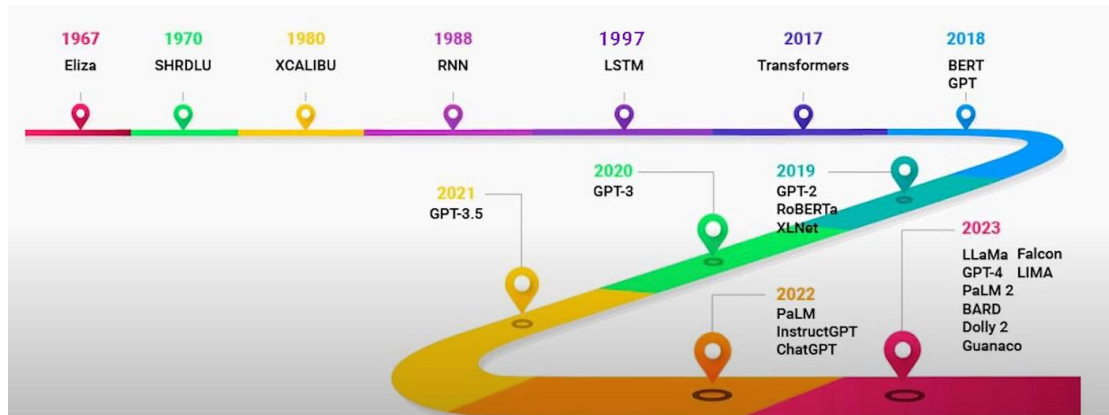 1967
Eliza
1970
SHRDLU
1980
XCALIBU
1988
RNN
1997
LSTM
2017
Transformers
2018
BERT
GPT
2019
GPT-2
RoBERTa
XLNet
2020
GPT-3
2021
GPT-3.5
2022
PaLM
InstructGPT
ChatGPT
2023
LLaMa Falcon
GPT-4 LIMA
PaLM 2
BARD
Dolly 2
Guanaco